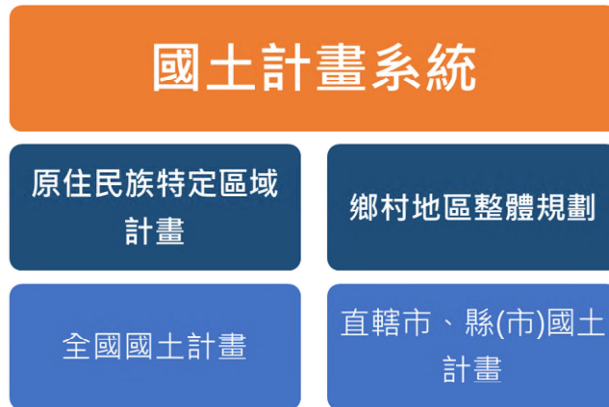 國土計畫系統
原住民族特定區域
計畫
鄉村地區整體規劃
全國國土計畫
直轄市、縣(市)國土
計畫